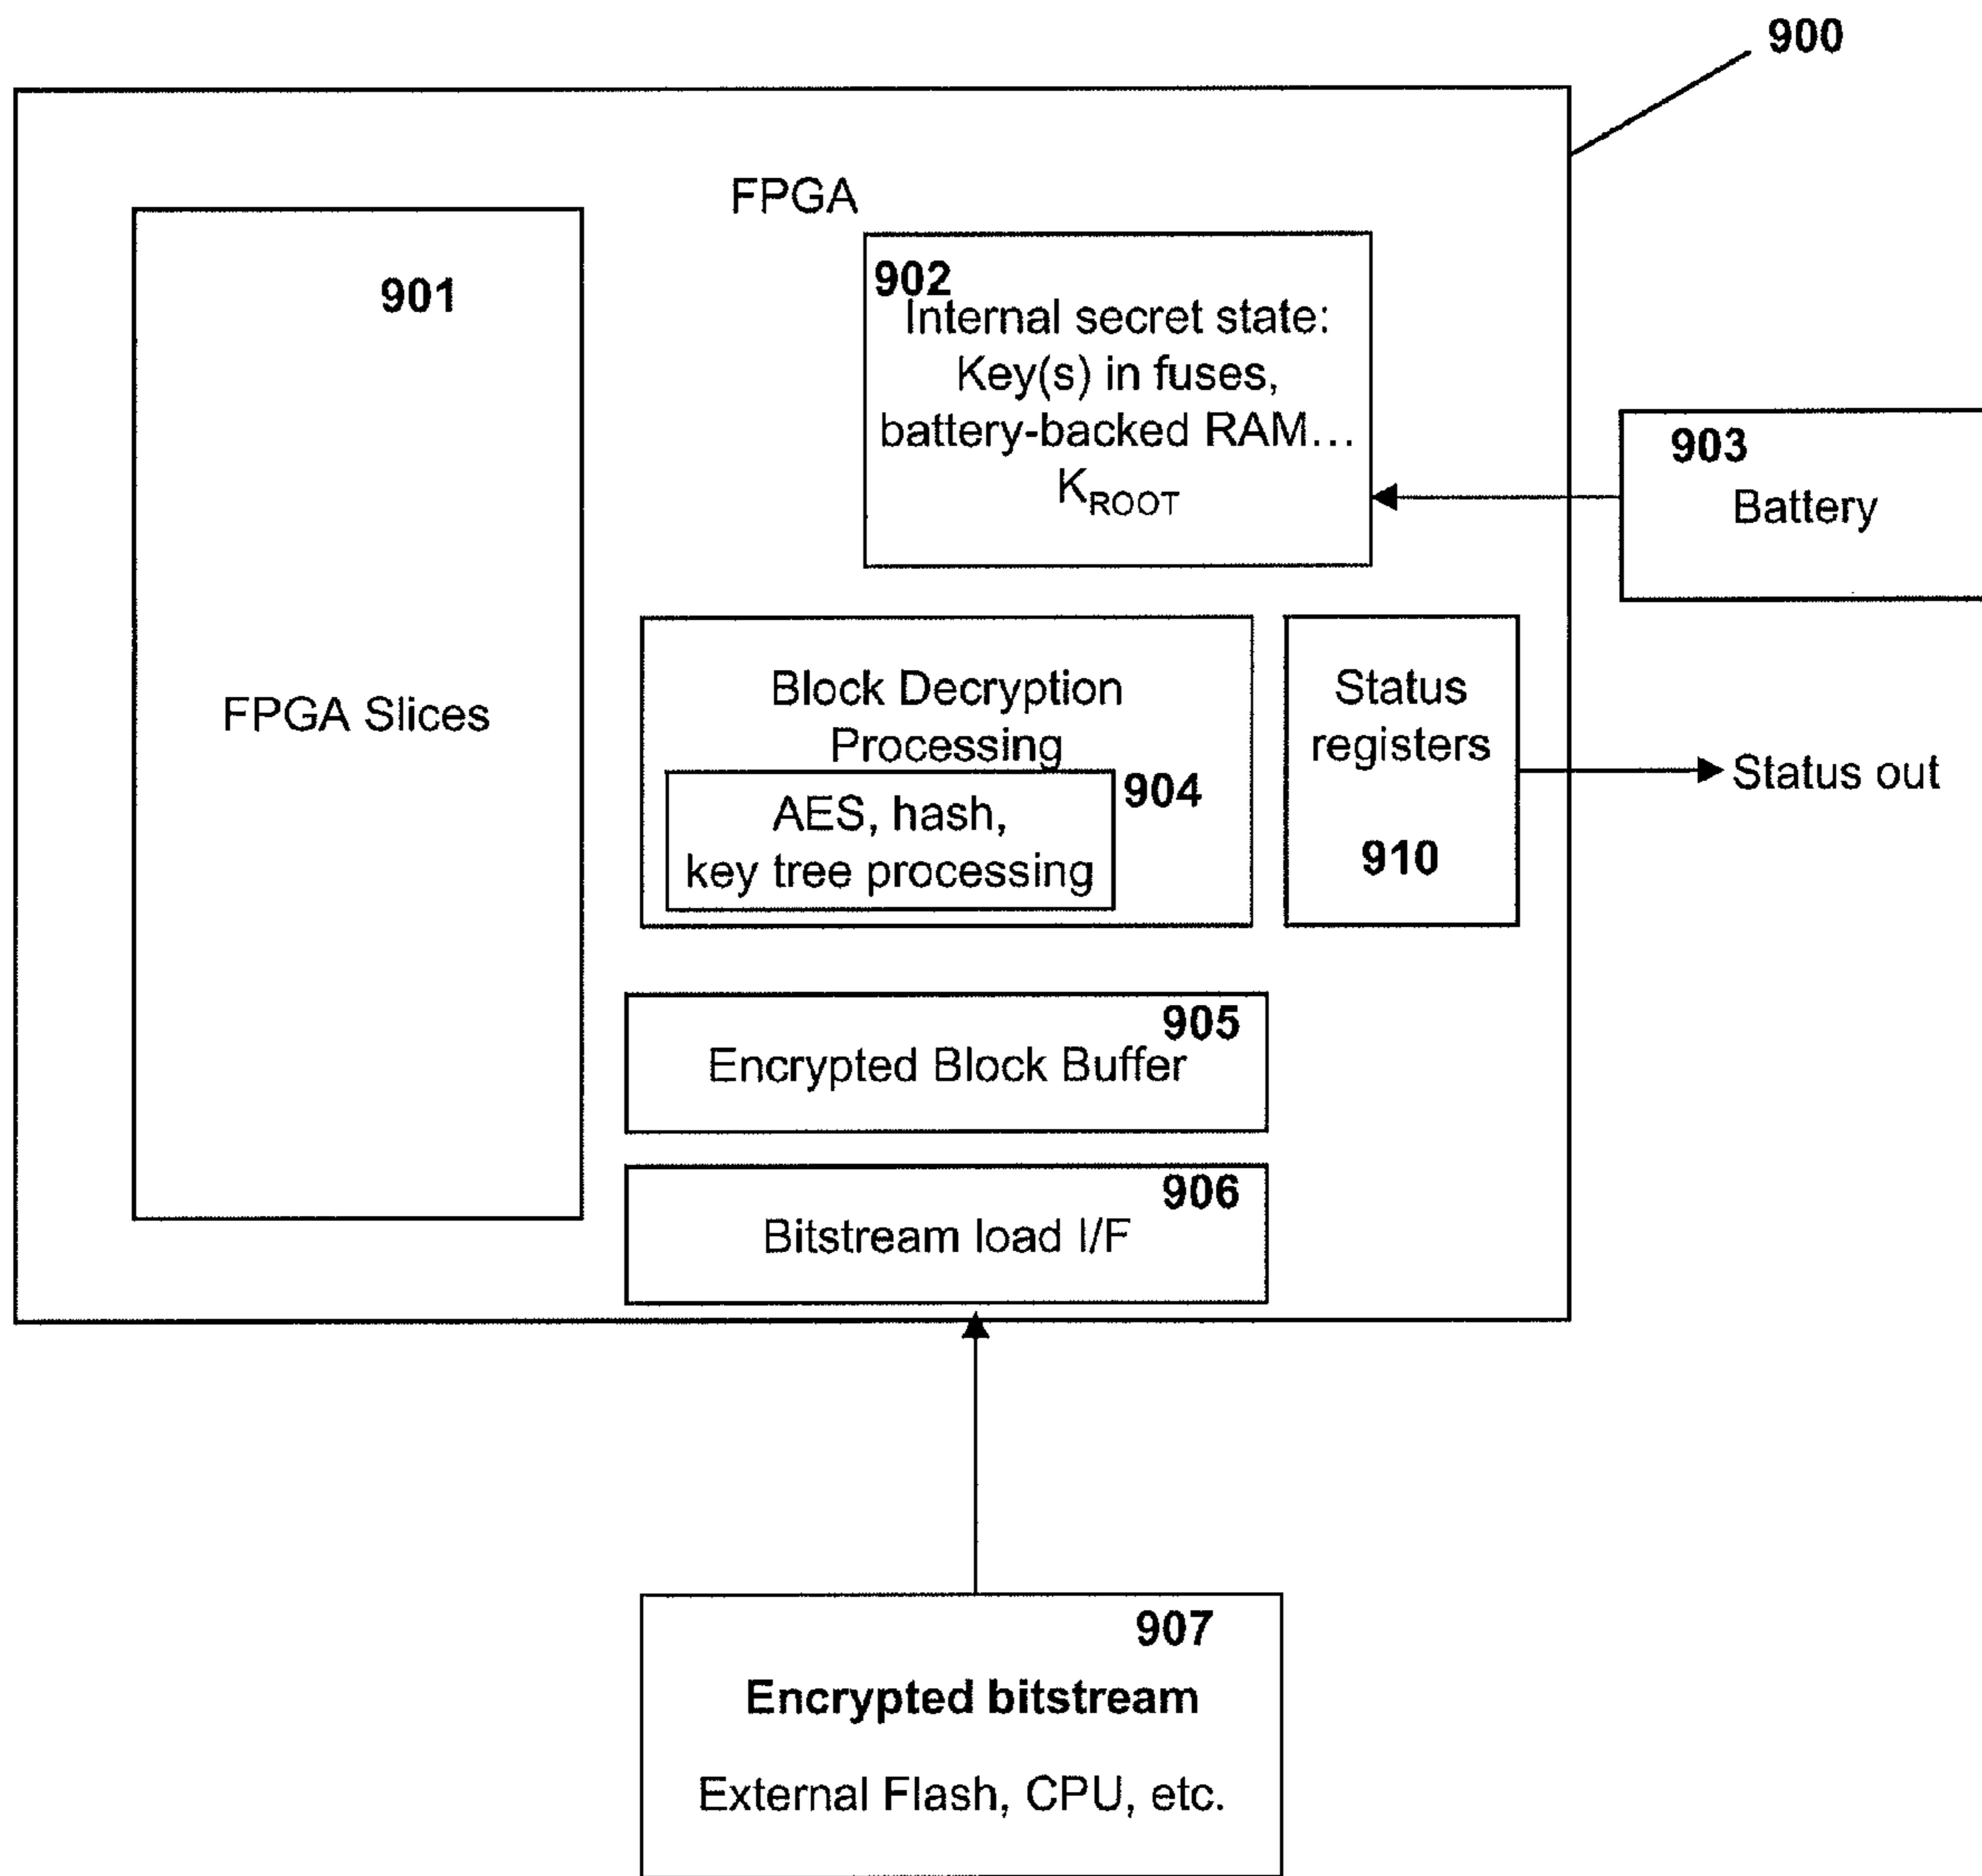 900
FPGA
901
FPGA Slices
902
Internal secret state:
Key(s) in fuses,
battery-backed RAM...
KROOT
903
Battery
Block Decryption
Processing
904
AES, hash,
key tree processing
Status
registers
910
Status out
905
Encrypted Block Buffer
906
Bitstream load I/F
907
Encrypted bitstream
External Flash, CPU, etc.